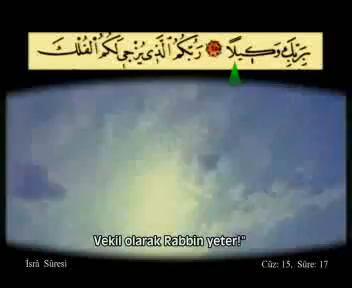 بِرَبِّكَ وَكٖيلًا رَبُّكُمُ الَّذٖى يُزْجٖى لَكُمُ الْفُلْكَ
Vekil olarak Rabbin yeter!"
İsrâ Sûresi
Cüz: 15, Sûre: 17